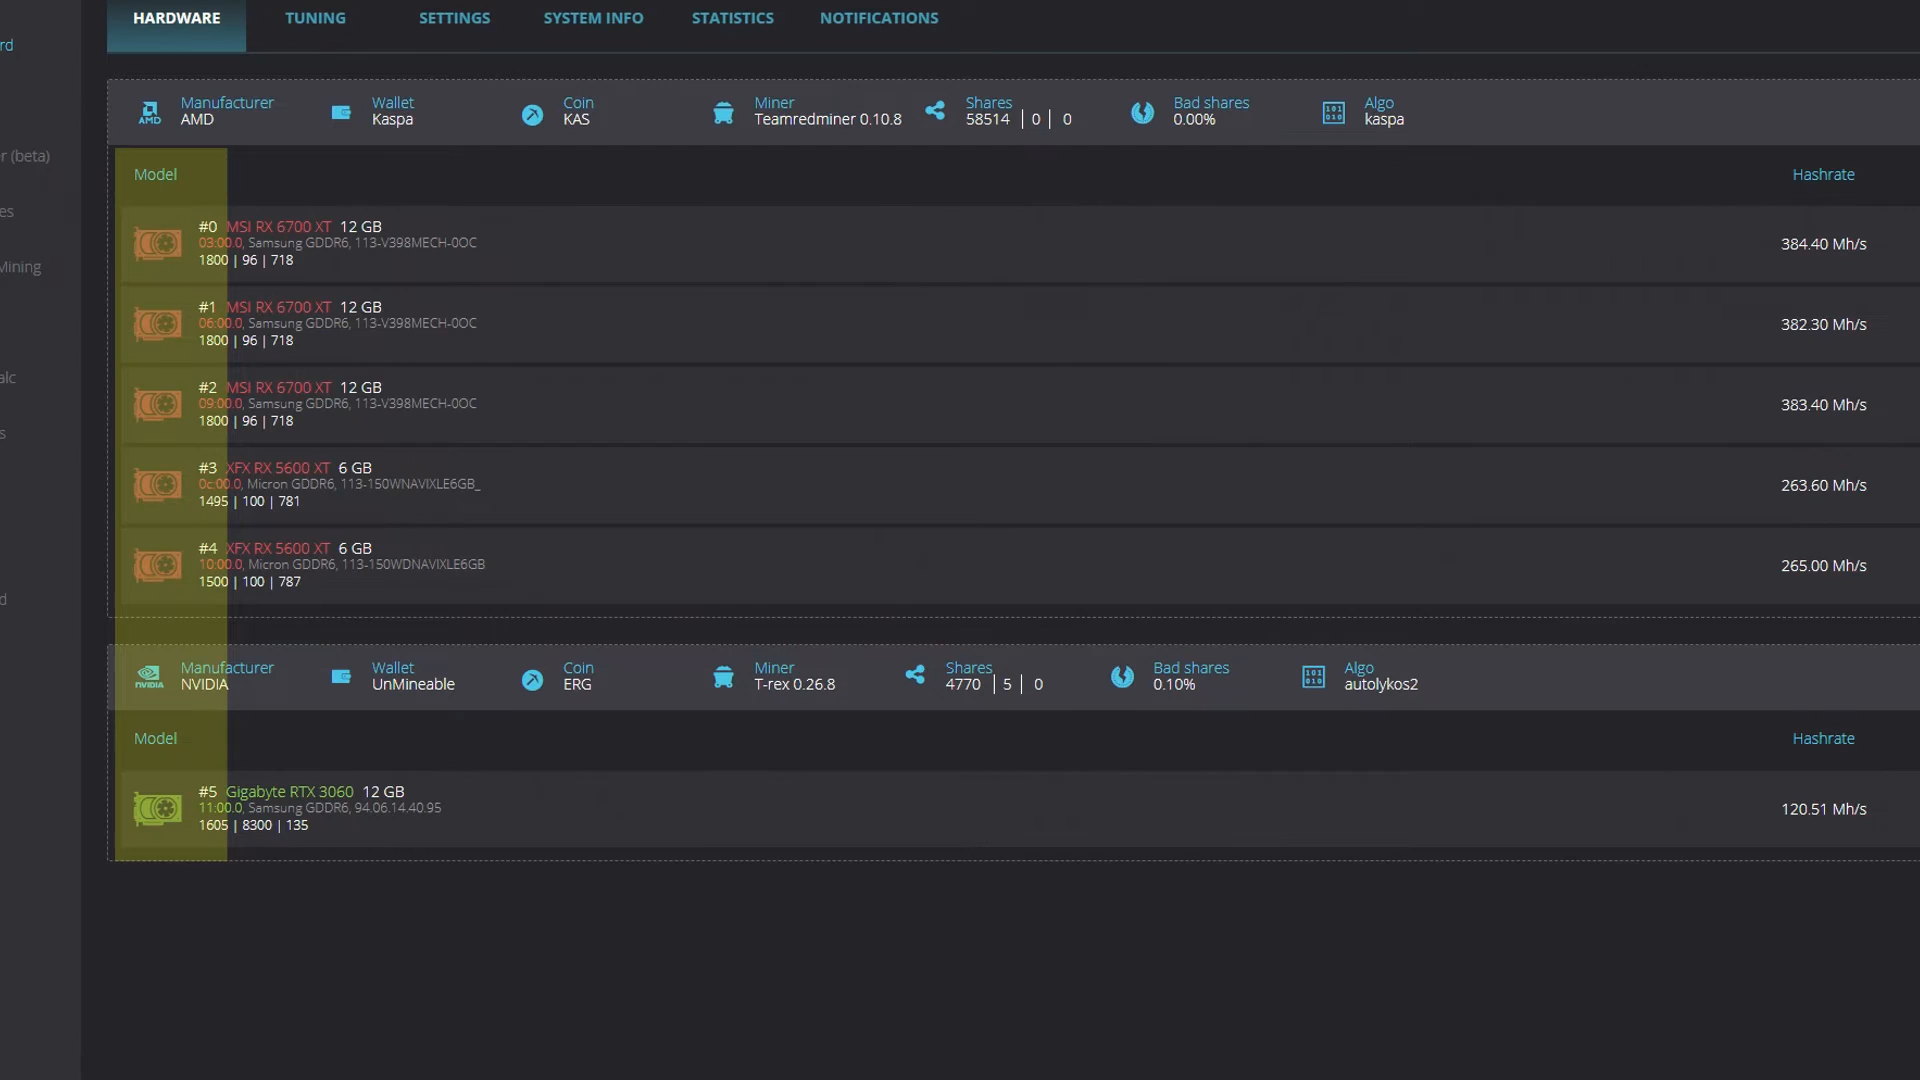 HARDWARE TUNING SETTINGS SYSTEM INFO STATISTICS NOTIFICATIONS
rd
r (beta)
es
Mining
alc
s
d
Manufacturer Wallet Coin Miner Shares Bad shares Algo
AMD Kaspa KAS Teamredminer 0.10.8 58514 | 0 | 0 0.00% kaspa
AMD
Model Hashrate
#0 MSI RX 6700 XT 12 GB
03:00.0, Samsung GDDR6, 113-V398MECH-0OC
1800 | 96 | 718
384.40 Mh/s
#1 MSI RX 6700 XT 12 GB
06:00.0, Samsung GDDR6, 113-V398MECH-0OC
1800 | 96 | 718
382.30 Mh/s
#2 MSI RX 6700 XT 12 GB
09:00.0, Samsung GDDR6, 113-V398MECH-0OC
1800 | 96 | 718
383.40 Mh/s
#3 XFX RX 5600 XT 6 GB
0c:00.0, Micron GDDR6, 113-150WNAVIXLE6GB_
1495 | 100 | 781
263.60 Mh/s
#4 XFX RX 5600 XT 6 GB
10:00.0, Micron GDDR6, 113-150WDNAVIXLE6GB
1500 | 100 | 787
265.00 Mh/s
Manufacturer Wallet Coin Miner Shares Bad shares Algo
NVIDIA UnMineable ERG T-rex 0.26.8 4770 | 5 | 0 0.10% autolykos2
NVIDIA
Model Hashrate
#5 Gigabyte RTX 3060 12 GB
11:00.0, Samsung GDDR6, 94.06.14.40.95
1605 | 8300 | 135
120.51 Mh/s